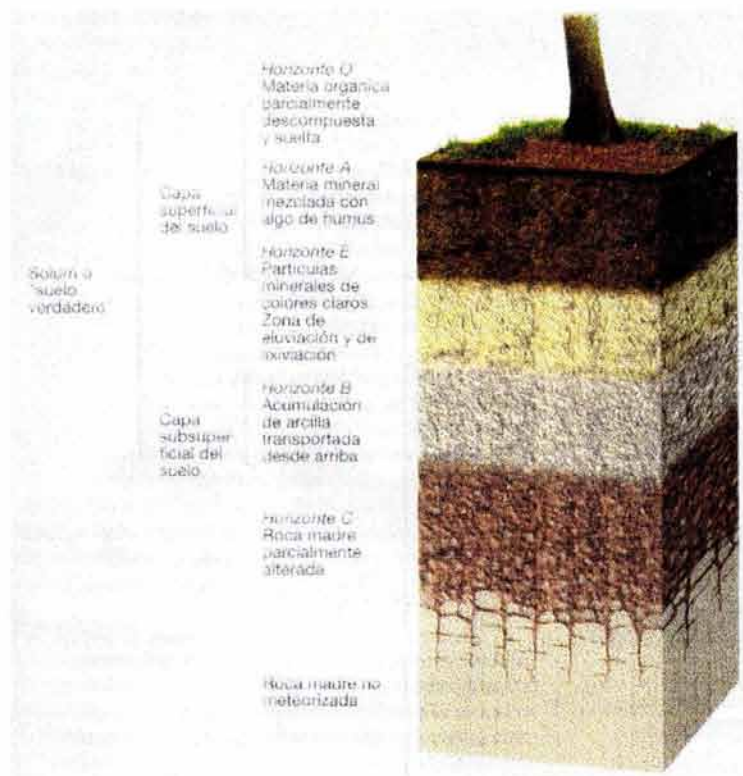 Solum o
"suelo
verdadero"
Capa
superficial
del suelo
Horizonte O
Materia orgánica
parcialmente
descompuesta
y suelta
Horizonte A
Materia mineral
mezclada con
algo de humus
Horizonte E
Partículas
minerales de
colores claros.
Zona de
eluviación y de
lixiviación
Capa
subsuper
ficial del
suelo
Horizonte B
Acumulación
de arcilla
transportada
desde arriba
Horizonte C
Roca madre
parcialmente
alterada
Roca madre no
meteorizada